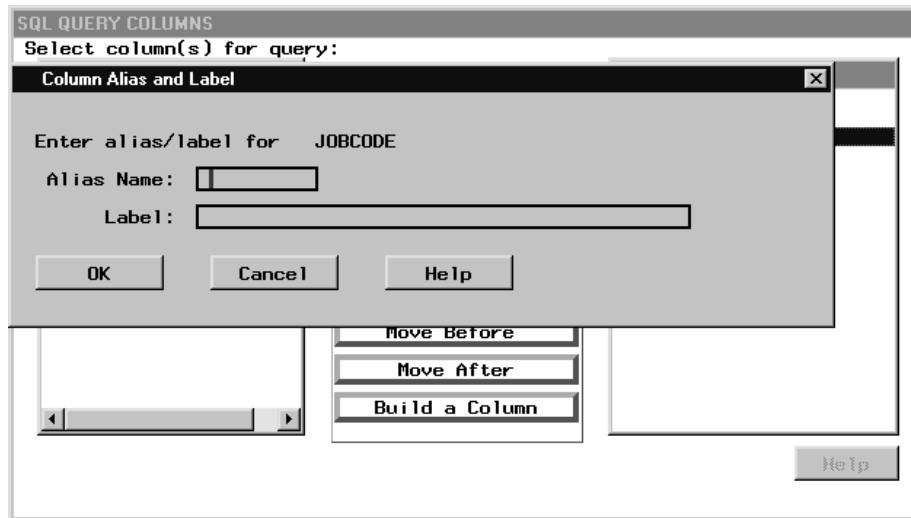 SQL QUERY COLUMNS
Select column(s) for query:
Column Alias and Label
Enter alias/label for JOBCODE
Alias Name:
Label:
OK Cancel Help
Move Before
Move After
Build a Column
Help